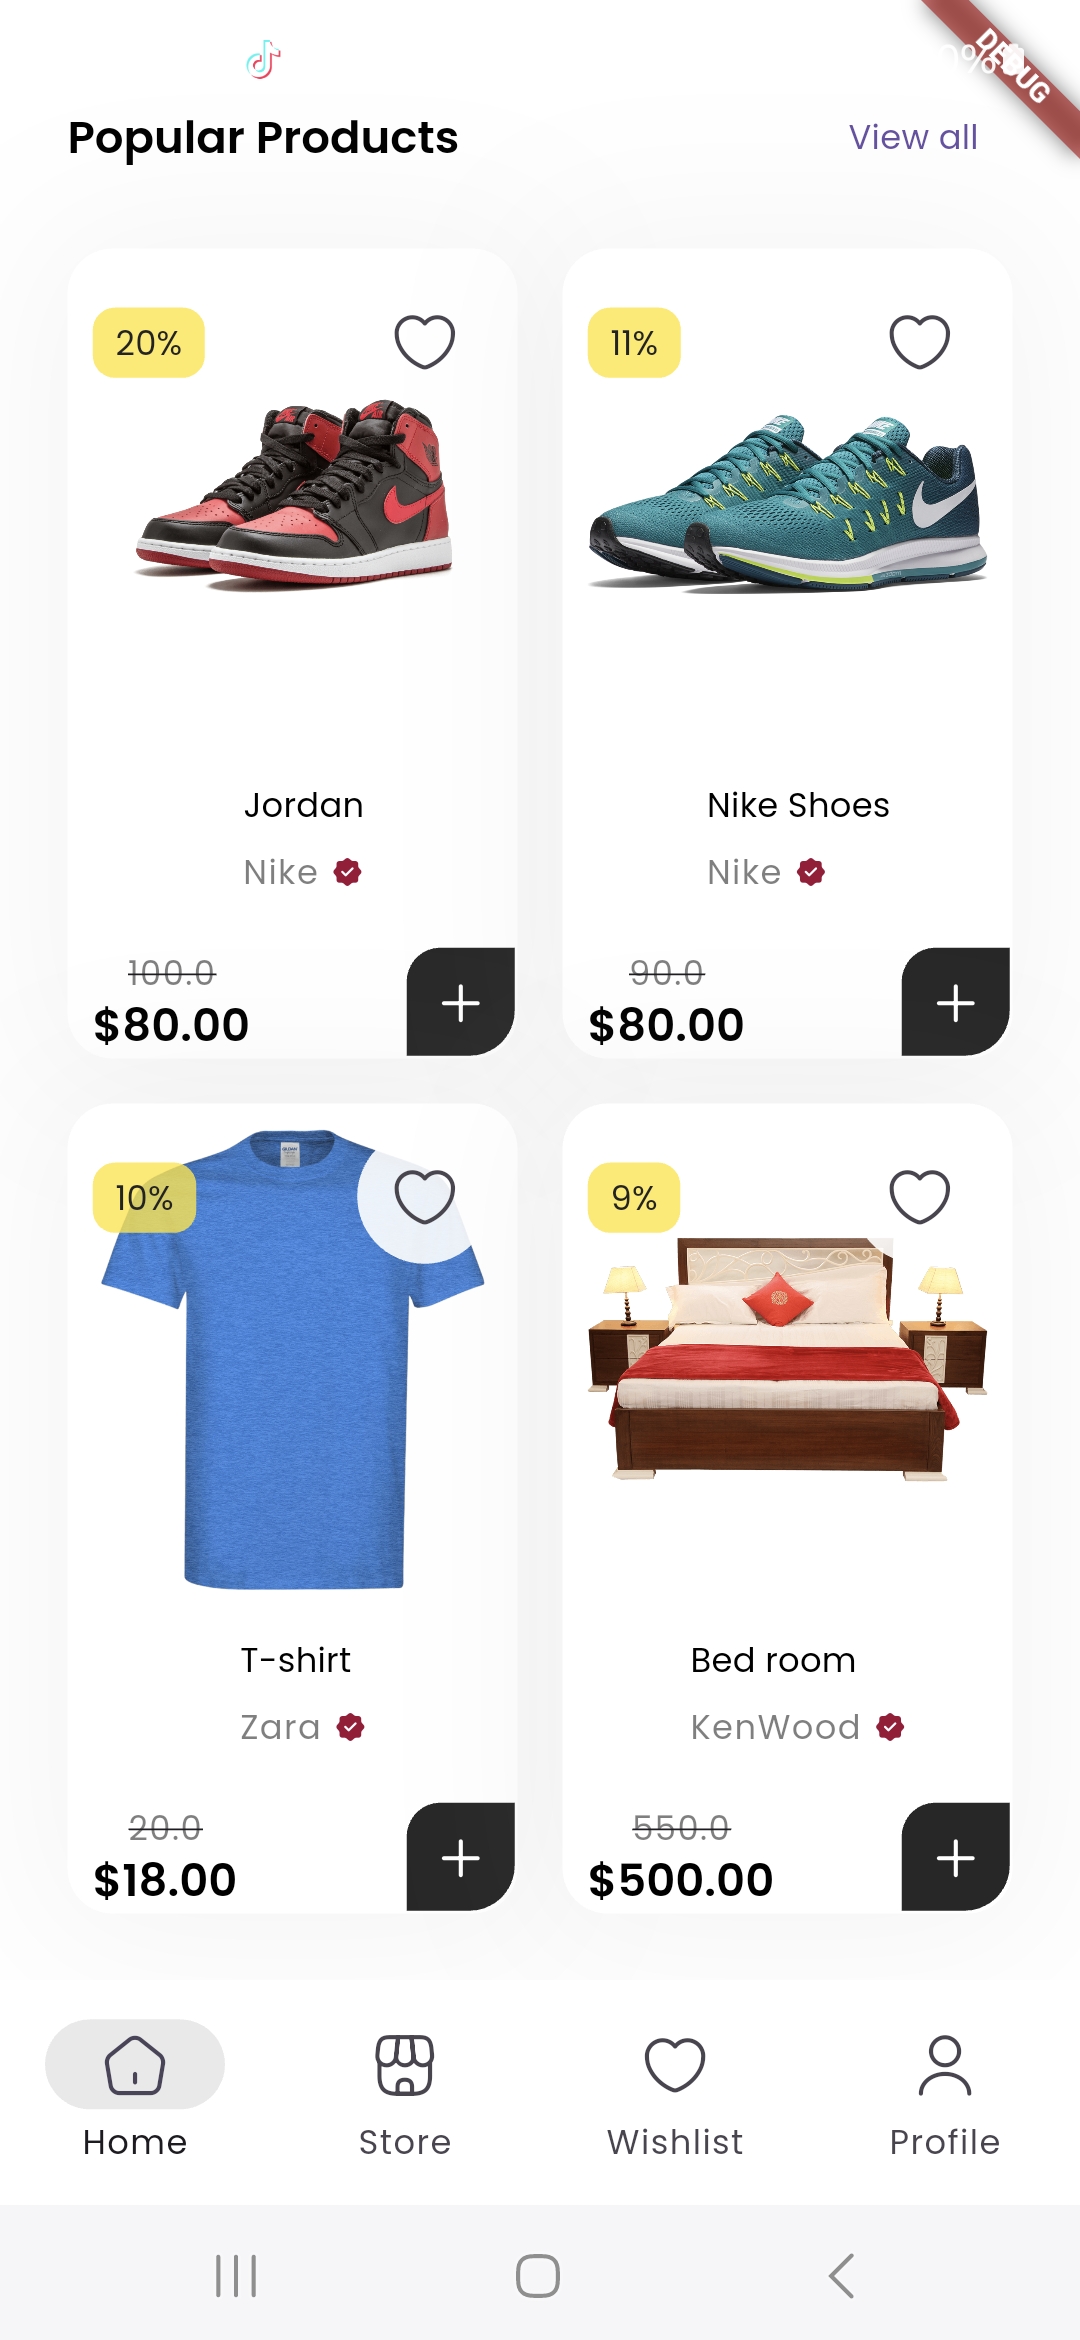 DEBUG
0%
Popular Products
View all
20%
11%
Jordan
Nike Shoes
Nike
Nike
100.0
90.0
$80.00
$80.00
10%
9%
T-shirt
Bed room
Zara
KenWood
20.0
550.0
$18.00
$500.00
Home
Store
Wishlist
Profile